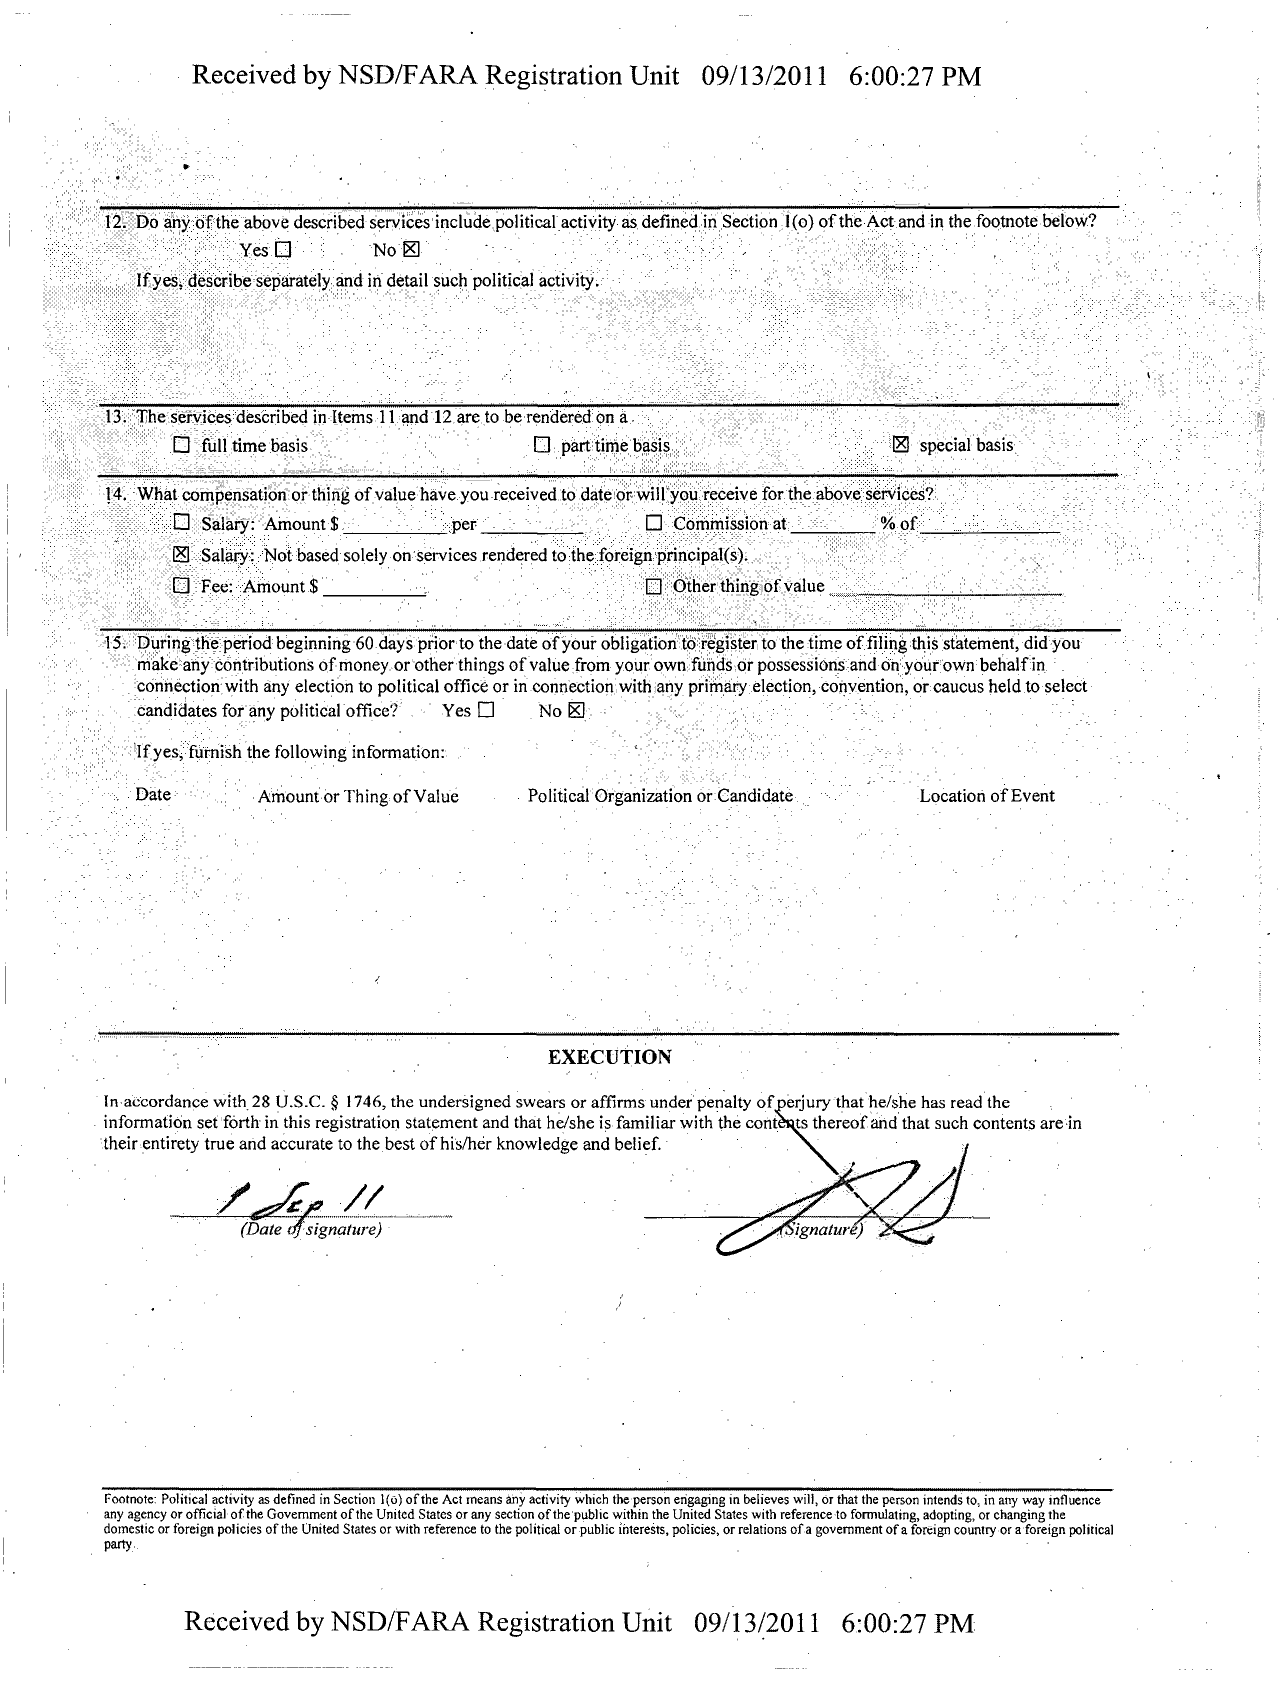 Received by NSD/FARA Registration Unit 09/13/2011 6:00:27 PM
12. Do any of the above described services include political activity as defined in Section 1(o) of the Act and in the footnote below?
Yes ☐ No ☒
If yes, describe separately and in detail such political activity.
13. The services described in Items 11 and 12 are to be rendered on a
☐ full time basis ☐ part time basis ☒ special basis
14. What compensation or thing of value have you received to date or will you receive for the above services?
☐ Salary: Amount $ __________ per __________ ☐ Commission at ________ % of ______________
☒ Salary: Not based solely on services rendered to the foreign principal(s).
☐ Fee: Amount $ __________ ☐ Other thing of value ______________________
15. During the period beginning 60 days prior to the date of your obligation to register to the time of filing this statement, did you
make any contributions of money or other things of value from your own funds or possessions and on your own behalf in
connection with any election to political office or in connection with any primary election, convention, or caucus held to select
candidates for any political office? Yes ☐ No ☒
If yes, furnish the following information:
Date Amount or Thing of Value Political Organization or Candidate Location of Event
EXECUTION
In accordance with 28 U.S.C. § 1746, the undersigned swears or affirms under penalty of perjury that he/she has read the
information set forth in this registration statement and that he/she is familiar with the contents thereof and that such contents are in
their entirety true and accurate to the best of his/her knowledge and belief.
1 Sep 11
(Date of signature) (Signature)
Footnote: Political activity as defined in Section 1(o) of the Act means any activity which the person engaging in believes will, or that the person intends to, in any way influence
any agency or official of the Government of the United States or any section of the public within the United States with reference to formulating, adopting, or changing the
domestic or foreign policies of the United States or with reference to the political or public interests, policies, or relations of a government of a foreign country or a foreign political
party.
Received by NSD/FARA Registration Unit 09/13/2011 6:00:27 PM